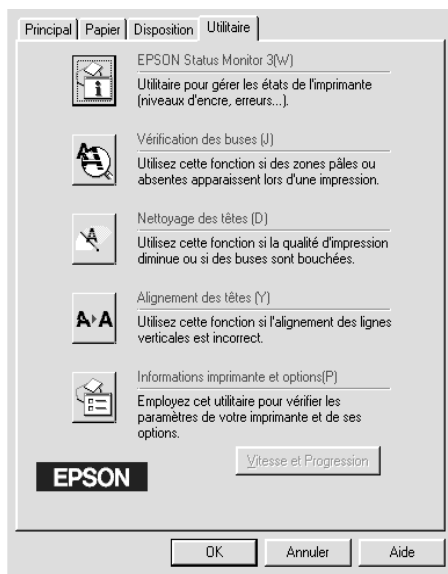 Principal Papier Disposition Utilitaire
EPSON Status Monitor 3(W)
Utilitaire pour gérer les états de l'imprimante
(niveaux d'encre, erreurs...).
Vérification des buses (J)
Utilisez cette fonction si des zones pâles ou
absentes apparaissent lors d'une impression.
Nettoyage des têtes (D)
Utilisez cette fonction si la qualité d'impression
diminue ou si des buses sont bouchées.
Alignement des têtes (Y)
Utilisez cette fonction si l'alignement des lignes
verticales est incorrect.
Informations imprimante et options(P)
Employez cet utilitaire pour vérifier les
paramètres de votre imprimante et de ses
options.
Vitesse et Progression
EPSON
OK Annuler Aide